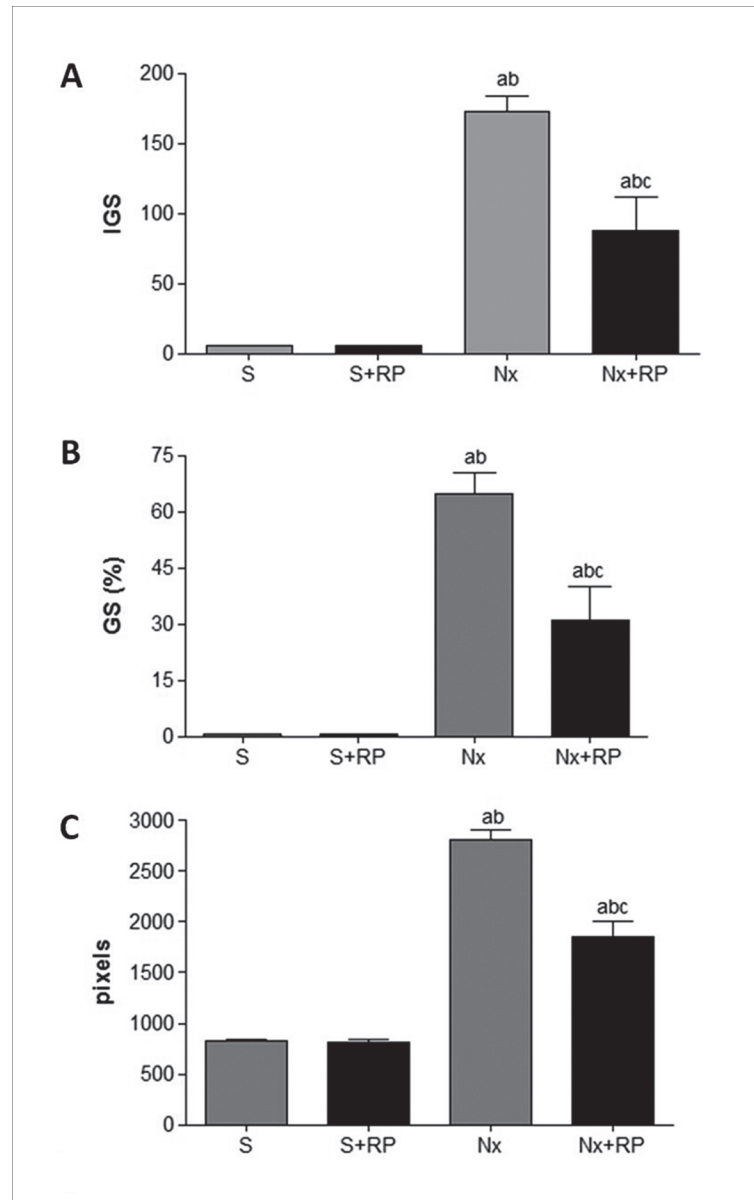 A
IGS
200
150
100
50
0
ab
abc
S S+RP Nx Nx+RP
B
GS (%)
75
60
45
30
15
0
ab
abc
S S+RP Nx Nx+RP
C
pixels
3000
2500
2000
1500
1000
500
0
ab
abc
S S+RP Nx Nx+RP